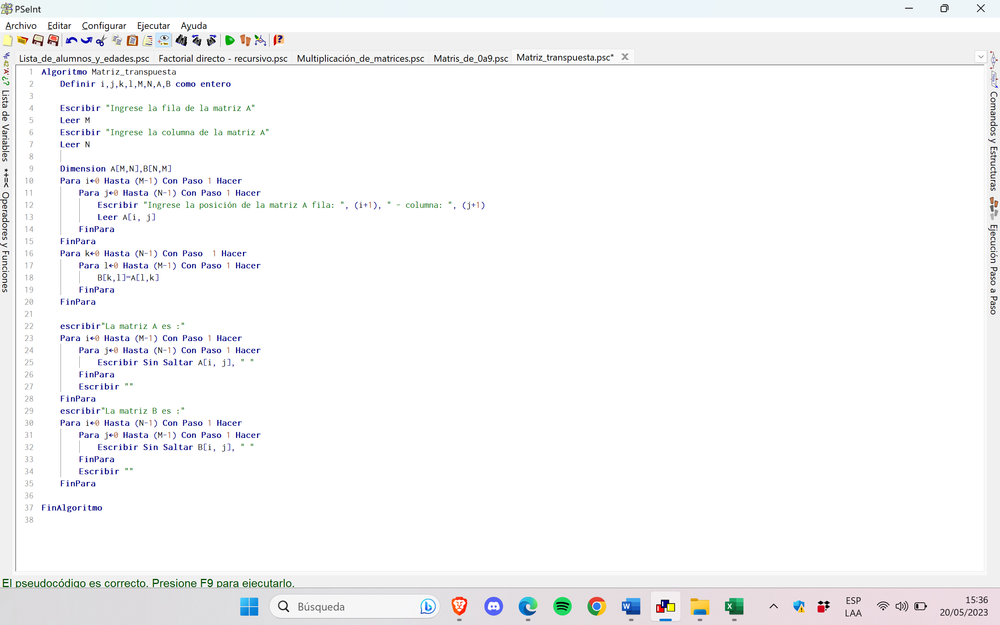 PSeInt
Archivo Editar Configurar Ejecutar Ayuda
Lista_de_alumnos_y_edades.psc Factorial directo - recursivo.psc Multiplicación_de_matrices.psc Matris_de_0a9.psc Matriz_transpuesta.psc*
1 Algoritmo Matriz_transpuesta
2 Definir i,j,k,l,M,N,A,B como entero
3
4 Escribir "Ingrese la fila de la matriz A"
5 Leer M
6 Escribir "Ingrese la columna de la matriz A"
7 Leer N
8
9 Dimension A[M,N],B[N,M]
10 Para i←0 Hasta (M-1) Con Paso 1 Hacer
11 Para j←0 Hasta (N-1) Con Paso 1 Hacer
12 Escribir "Ingrese la posición de la matriz A fila: ", (i+1), " - columna: ", (j+1)
13 Leer A[i, j]
14 FinPara
15 FinPara
16 Para k←0 Hasta (N-1) Con Paso  1 Hacer
17 Para l←0 Hasta (M-1) Con Paso 1 Hacer
18 B[k,l]=A[l,k]
19 FinPara
20 FinPara
21
22 escribir"La matriz A es :"
23 Para i←0 Hasta (M-1) Con Paso 1 Hacer
24 Para j←0 Hasta (N-1) Con Paso 1 Hacer
25 Escribir Sin Saltar A[i, j], " "
26 FinPara
27 Escribir ""
28 FinPara
29 escribir"La matriz B es :"
30 Para i←0 Hasta (N-1) Con Paso 1 Hacer
31 Para j←0 Hasta (M-1) Con Paso 1 Hacer
32 Escribir Sin Saltar B[i, j], " "
33 FinPara
34 Escribir ""
35 FinPara
36
37 FinAlgoritmo
38
V/F 42 'A' ¿? Lista de Variables
*+=< Operadores y Funciones
Comandos y Estructuras
Ejecución Paso a Paso
El pseudocódigo es correcto. Presione F9 para ejecutarlo.
Búsqueda
ESP
LAA
15:36
20/05/2023